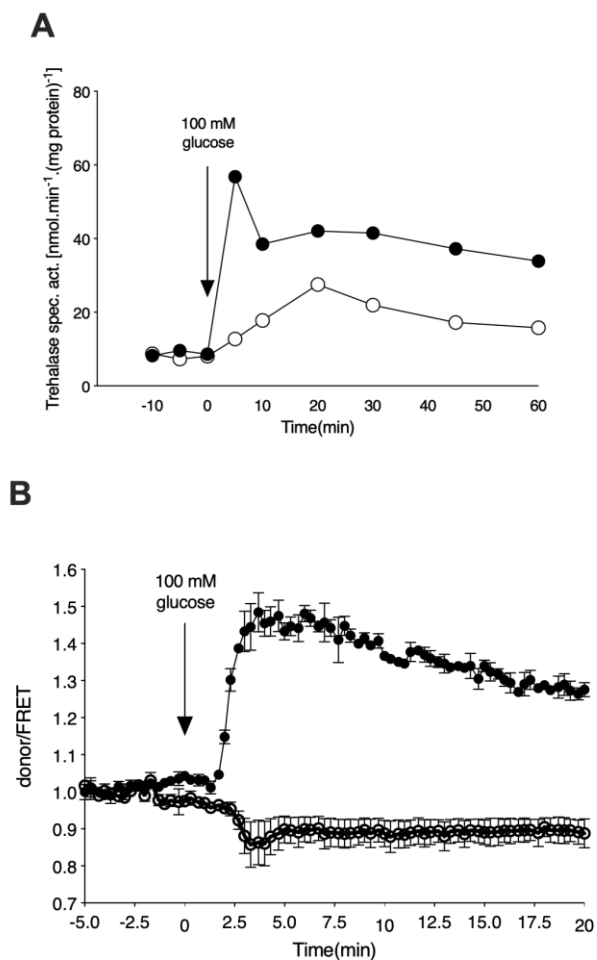 A
Trehalase spec. act. [nmol.min-1.(mg protein)-1]
80
60
40
20
0
100 mM
glucose
-10 0 10 20 30 40 50 60
Time(min)
B
donor/FRET
1.6
1.5
1.4
1.3
1.2
1.1
1.0
0.9
0.8
0.7
100 mM
glucose
-5.0 -2.5 0 2.5 5.0 7.5 10 12.5 15.0 17.5 20
Time(min)